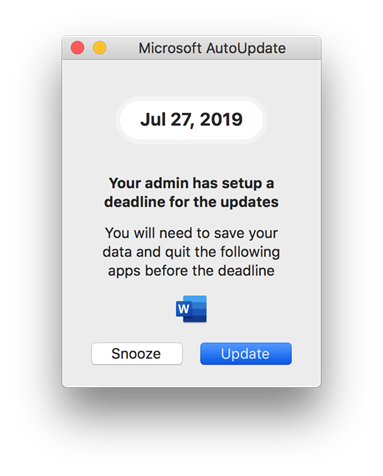 Microsoft AutoUpdate
Jul 27, 2019
Your admin has setup a
deadline for the updates
You will need to save your
data and quit the following
apps before the deadline
W
Snooze
Update